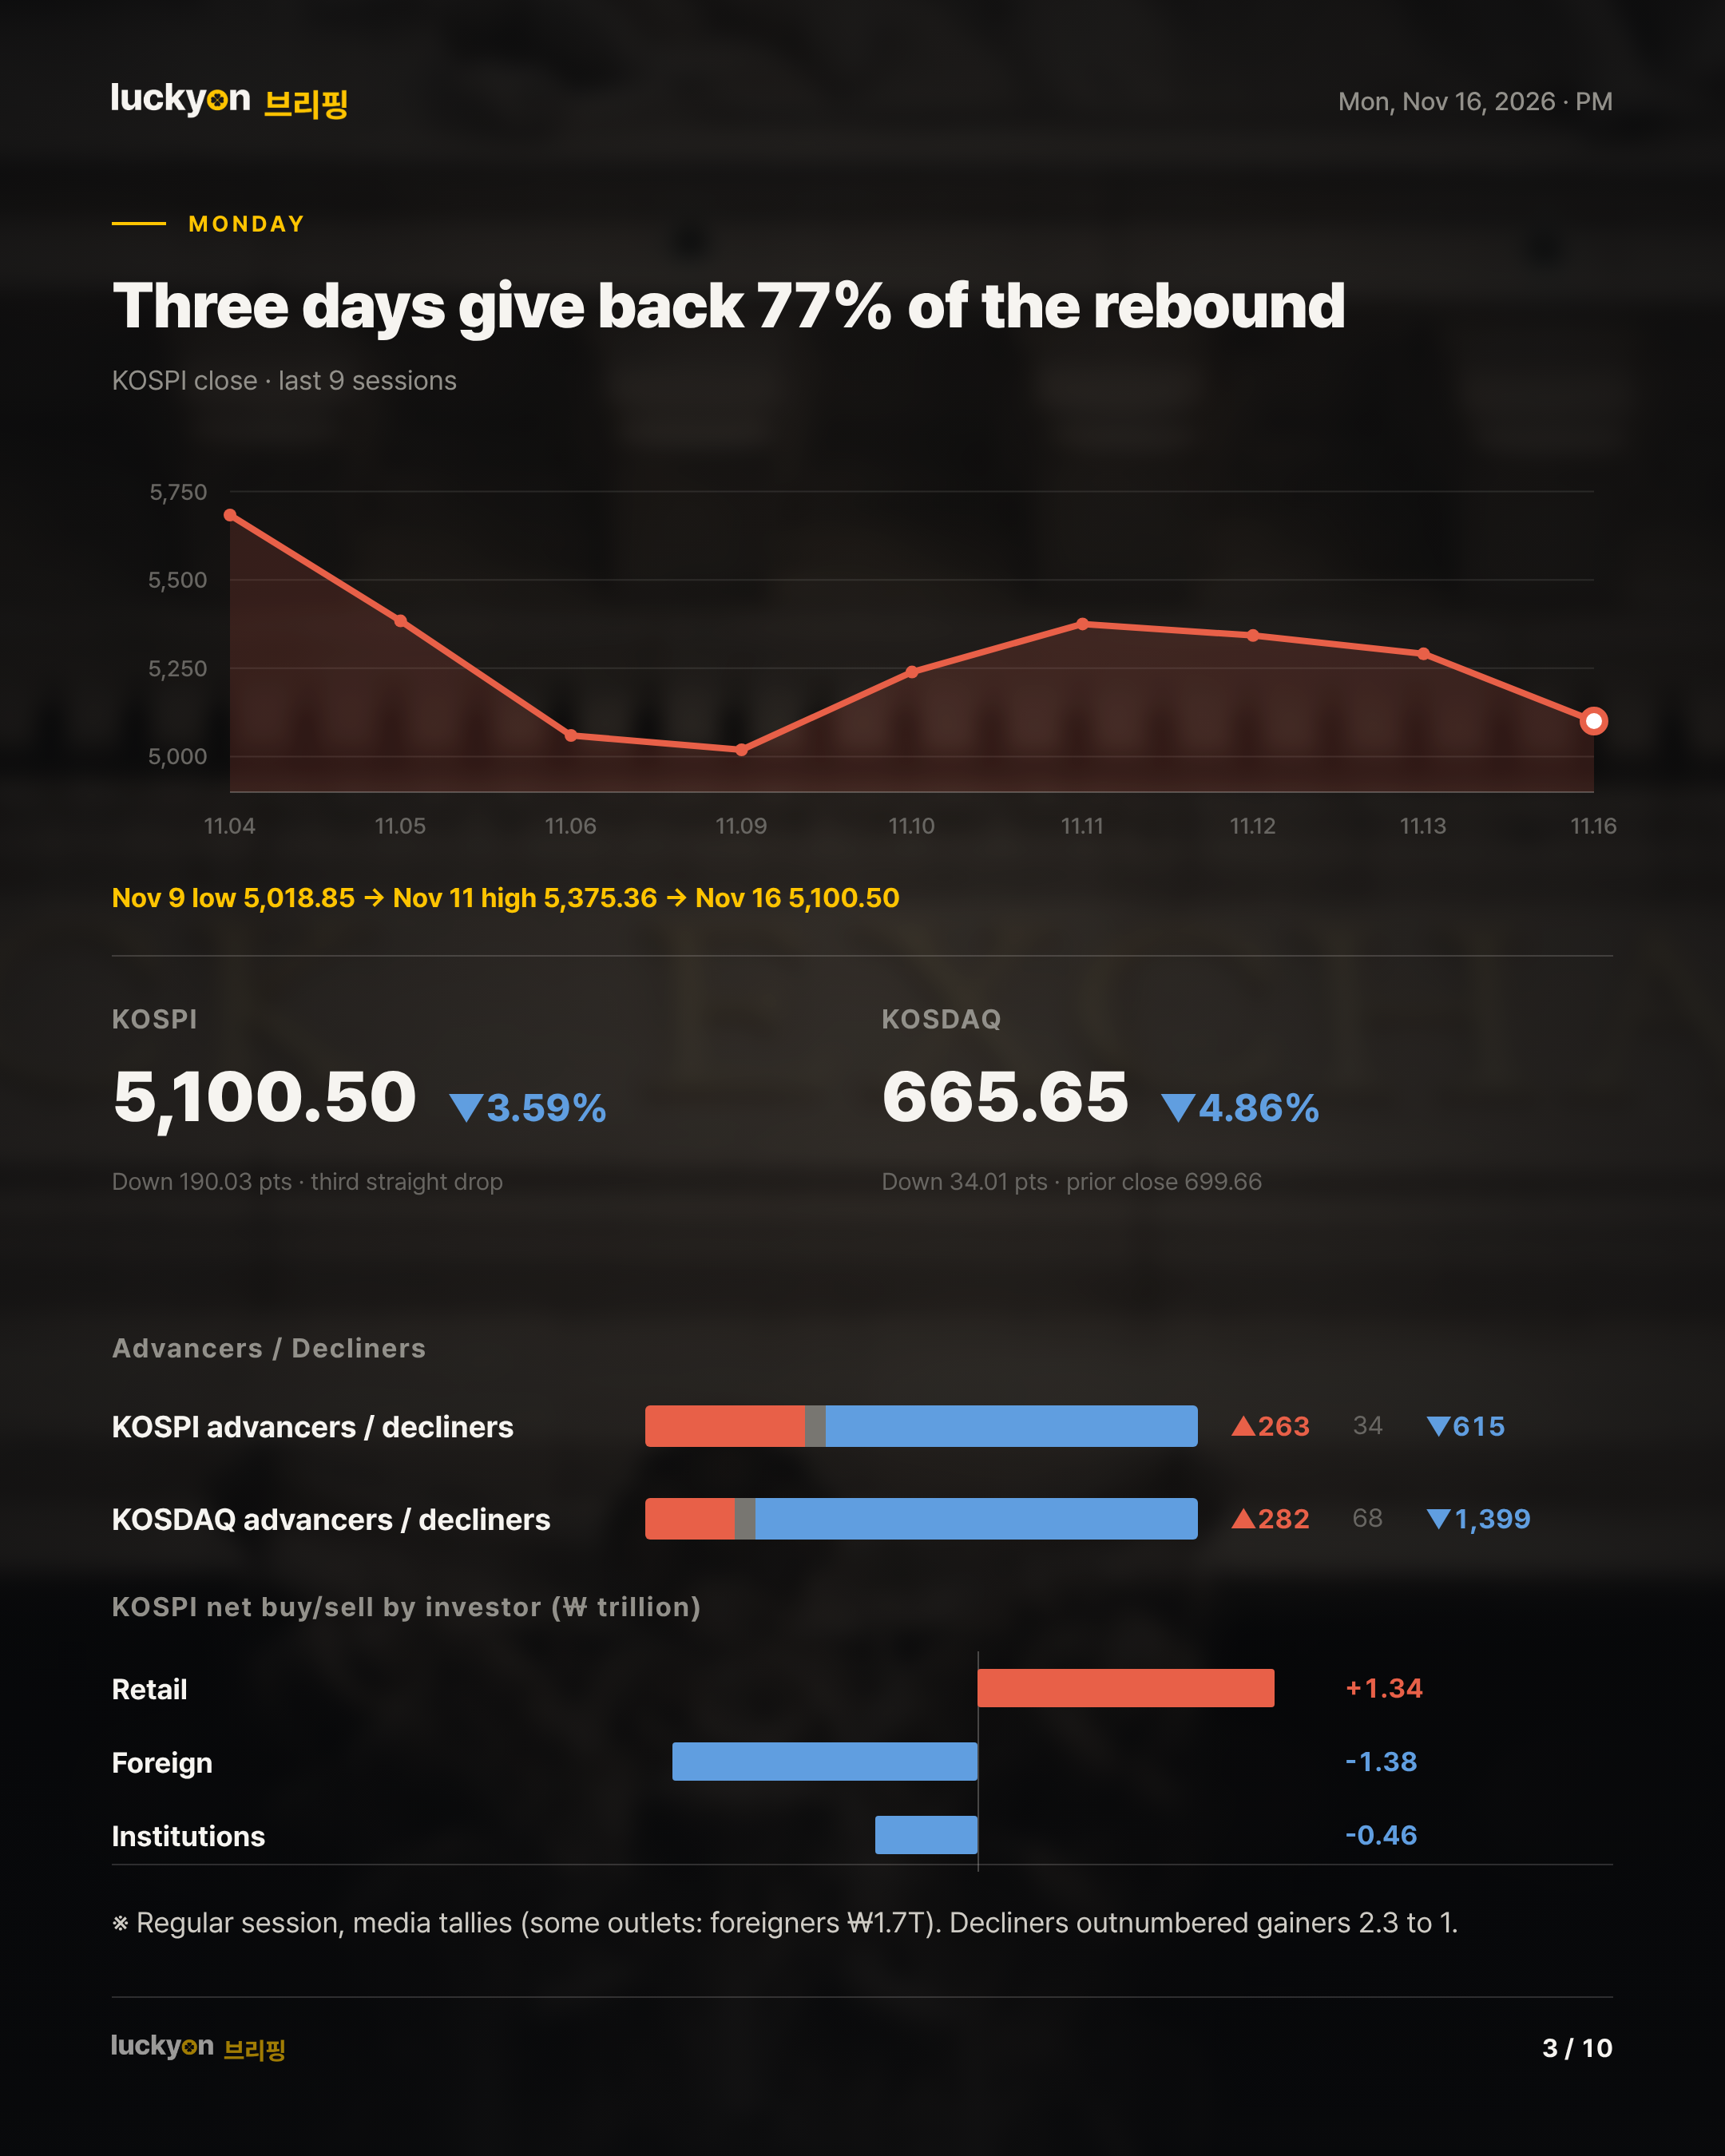 luckyon 브리핑
Mon, Nov 16, 2026 · PM
MONDAY
Three days give back 77% of the rebound
KOSPI close · last 9 sessions
5,750
5,500
5,250
5,000
11.04 11.05 11.06 11.09 11.10 11.11 11.12 11.13 11.16
Nov 9 low 5,018.85 → Nov 11 high 5,375.36 → Nov 16 5,100.50
KOSPI
5,100.50 ▼3.59%
Down 190.03 pts · third straight drop
KOSDAQ
665.65 ▼4.86%
Down 34.01 pts · prior close 699.66
Advancers / Decliners
KOSPI advancers / decliners ▲263 34 ▼615
KOSDAQ advancers / decliners ▲282 68 ▼1,399
KOSPI net buy/sell by investor (₩ trillion)
Retail +1.34
Foreign -1.38
Institutions -0.46
※ Regular session, media tallies (some outlets: foreigners ₩1.7T). Decliners outnumbered gainers 2.3 to 1.
luckyon 브리핑
3 / 10